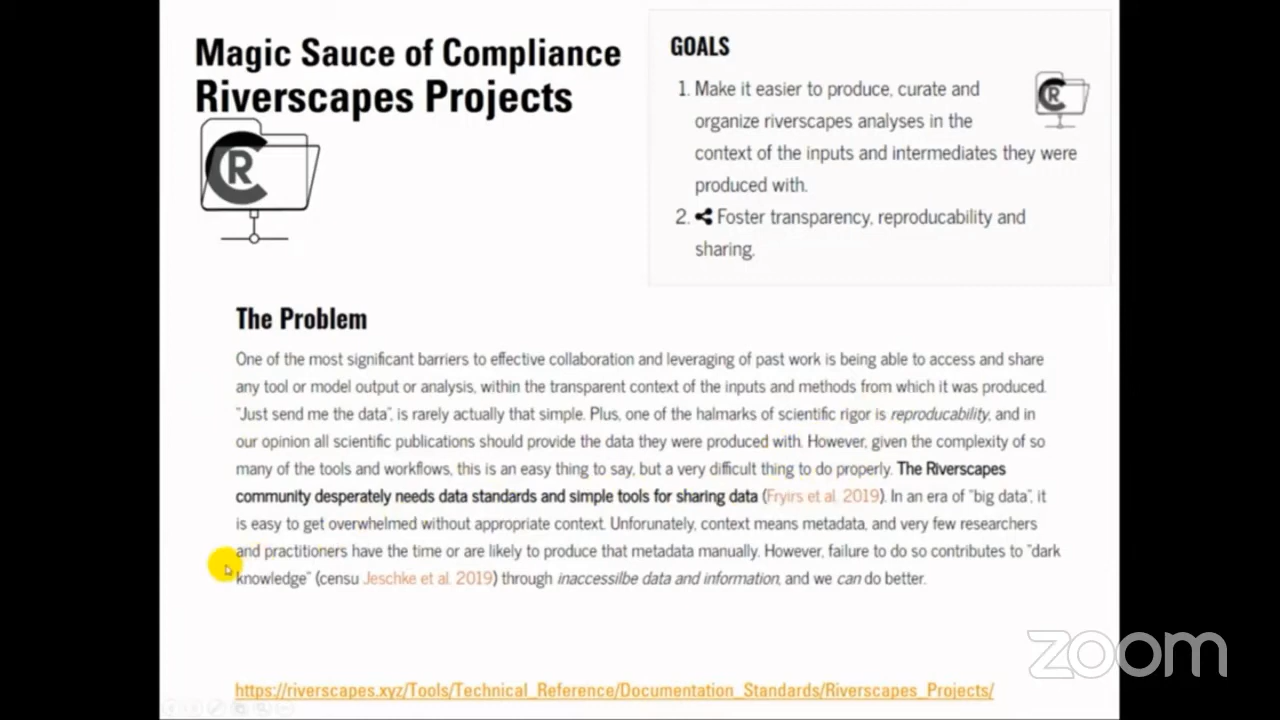 Magic Sauce of Compliance
Riverscapes Projects
CR
GOALS
1. Make it easier to produce, curate and
organize riverscapes analyses in the
context of the inputs and intermediates they were
produced with.
2. Foster transparency, reproducability and
sharing.
CR
The Problem
One of the most significant barriers to effective collaboration and leveraging of past work is being able to access and share
any tool or model output or analysis, within the transparent context of the inputs and methods from which it was produced.
"Just send me the data", is rarely actually that simple. Plus, one of the halmarks of scientific rigor is reproducability, and in
our opinion all scientific publications should provide the data they were produced with. However, given the complexity of so
many of the tools and workflows, this is an easy thing to say, but a very difficult thing to do properly. The Riverscapes
community desperately needs data standards and simple tools for sharing data (Fryirs et al. 2019). In an era of "big data", it
is easy to get overwhelmed without appropriate context. Unforunately, context means metadata, and very few researchers
and practitioners have the time or are likely to produce that metadata manually. However, failure to do so contributes to "dark
knowledge" (censu Jeschke et al. 2019) through inaccessilbe data and information, and we can do better.
zoom
https://riverscapes.xyz/Tools/Technical_Reference/Documentation_Standards/Riverscapes_Projects/